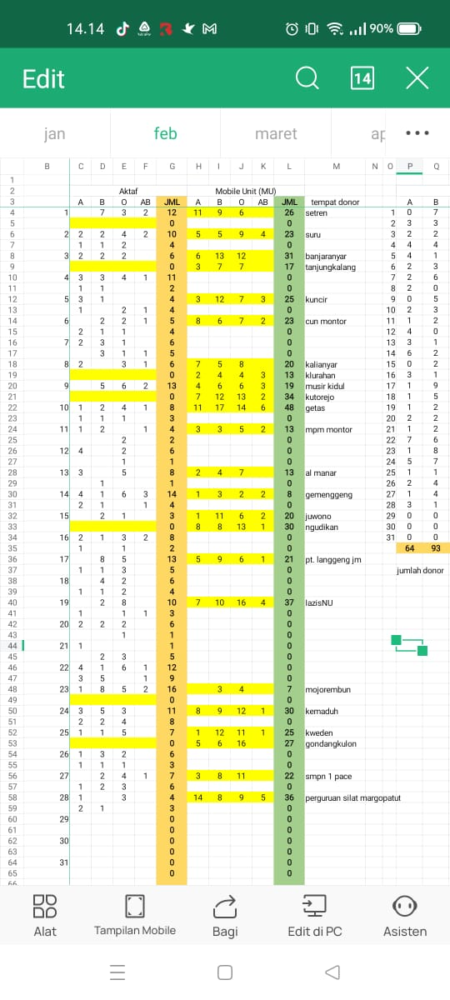 14.14 90%
Edit 14
jan feb maret ap
B C D E F G H I J K L M N O P Q
1
2 Aktaf Mobile Unit (MU)
3 A B O AB JML A B O AB JML tempat donor A B
4 1 7 3 2 12 11 9 6 26 setren 1 0 7
5 0 0 2 3 3
6 2 2 2 4 2 10 5 5 9 4 23 suru 3 2 2
7 1 1 2 4 0 4 4 4
8 3 2 2 2 6 6 13 12 31 banjaranyar 5 4 1
9 0 3 7 7 17 tanjungkalang 6 2 3
10 4 3 3 4 1 11 0 7 2 6
11 1 1 2 0 8 2 0
12 5 3 1 4 3 12 7 3 25 kuncir 9 0 5
13 1 2 1 4 0 10 2 3
14 6 2 2 1 5 8 6 7 2 23 cun montor 11 1 2
15 2 1 1 4 0 12 4 0
16 7 2 3 1 6 0 13 3 1
17 3 1 1 5 0 14 6 2
18 8 2 3 1 6 7 5 8 20 kalianyar 15 0 2
19 0 2 4 4 3 13 klurahan 16 3 1
20 9 5 6 2 13 4 6 6 3 19 musir kidul 17 1 9
21 0 7 12 13 2 34 kutorejo 18 1 5
22 10 1 2 4 1 8 11 17 14 6 48 getas 19 1 2
23 1 1 1 3 0 20 2 2
24 11 1 2 1 4 3 3 5 2 13 mpm montor 21 1 2
25 2 2 0 22 7 6
26 12 4 2 6 0 23 1 8
27 1 1 0 24 5 7
28 13 3 5 8 2 4 7 13 al manar 25 1 1
29 1 1 0 26 2 4
30 14 4 1 6 3 14 1 3 2 2 8 gemenggeng 27 1 4
31 2 1 1 4 0 28 3 1
32 15 2 1 3 1 11 6 2 20 juwono 29 0 0
33 0 8 8 13 1 30 ngudikan 30 0 0
34 16 2 1 3 2 8 0 31 0 0
35 1 1 2 0 64 93
36 17 8 5 13 5 9 6 1 21 pt. langgeng jm
37 1 1 3 5 0 jumlah donor
38 18 4 2 6 0
39 1 1 2 4 0
40 19 2 8 10 7 10 16 4 37 lazisNU
41 1 1 1 3 0
42 20 2 2 2 6 0
43 1 1 0
44 21 1 1 0
45 2 3 5 0
46 22 4 1 6 1 12 0
47 3 5 1 9 0
48 23 1 8 5 2 16 3 4 7 mojorembun
49 0 0
50 24 3 5 3 11 8 9 12 1 30 kemaduh
51 2 2 4 8 0
52 25 1 1 5 7 1 12 11 1 25 kweden
53 0 5 6 16 27 gondangkulon
54 26 1 3 2 6 0
55 1 1 1 3 0
56 27 2 4 1 7 3 8 11 22 smpn 1 pace
57 1 2 3 6 0
58 28 1 3 4 14 8 9 5 36 perguruan silat margopatut
59 2 1 3 0
60 29 0 0
61 0 0
62 30 0 0
63 0 0
64 31 0 0
65 0 0
66
Alat Tampilan Mobile Bagi Edit di PC Asisten